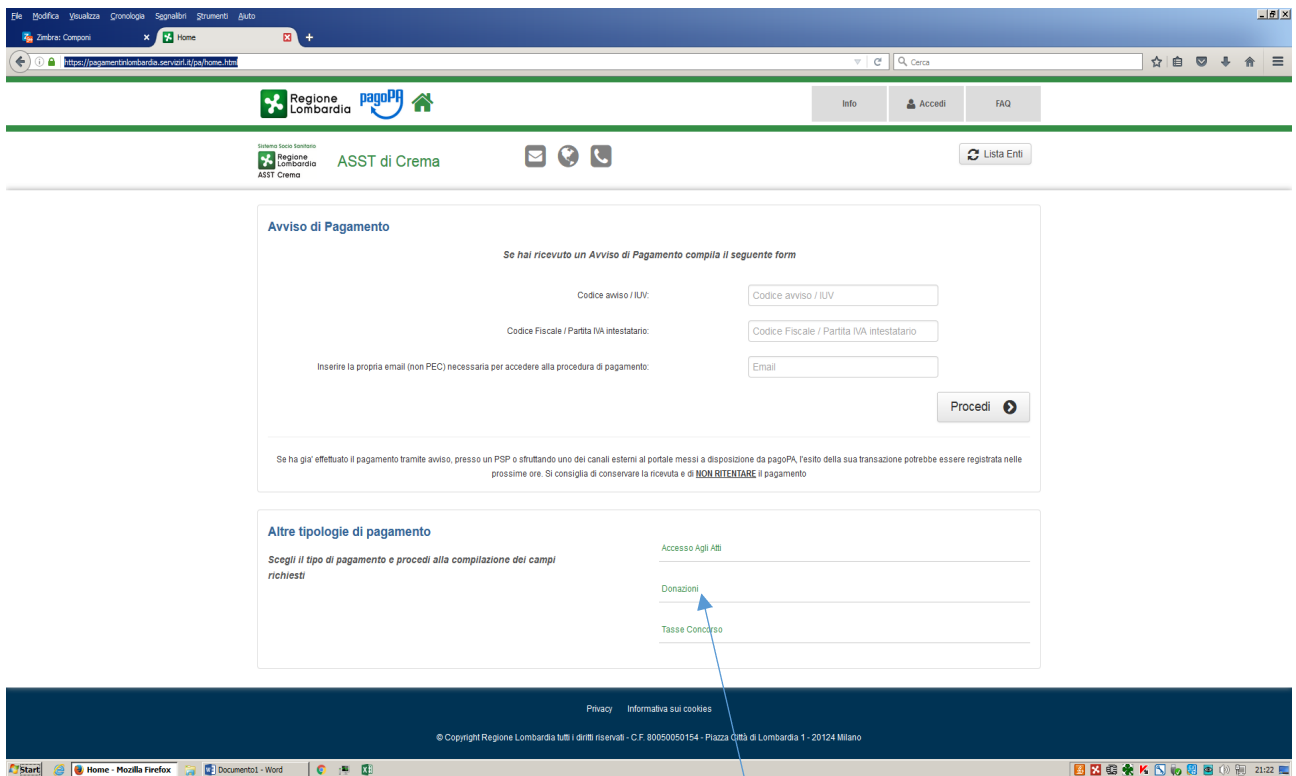 File Modifica Visualizza Cronologia Segnalibri Strumenti Aiuto
Zimbra: Componi
Home
https://pagamentinlombardia.servizirl.it/pa/home.html
Cerca
Regione Lombardia
pagoPA
Info
Accedi
FAQ
Sistema Socio Sanitario
Regione Lombardia
ASST Crema
ASST di Crema
Lista Enti
Avviso di Pagamento
Se hai ricevuto un Avviso di Pagamento compila il seguente form
Codice avviso / IUV:
Codice avviso / IUV
Codice Fiscale / Partita IVA intestatario:
Codice Fiscale / Partita IVA intestatario
Inserire la propria email (non PEC) necessaria per accedere alla procedura di pagamento:
Email
Procedi
Se ha gia' effettuato il pagamento tramite avviso, presso un PSP o sfruttando uno dei canali esterni al portale messi a disposizione da pagoPA, l'esito della sua transazione potrebbe essere registrata nelle
prossime ore. Si consiglia di conservare la ricevuta e di NON RITENTARE il pagamento
Altre tipologie di pagamento
Scegli il tipo di pagamento e procedi alla compilazione dei campi
richiesti
Accesso Agli Atti
Donazioni
Tasse Concorso
Privacy Informativa sui cookies
© Copyright Regione Lombardia tutti i diritti riservati - C.F. 80050050154 - Piazza Città di Lombardia 1 - 20124 Milano
Start
Home - Mozilla Firefox
Documento1 - Word
21:22